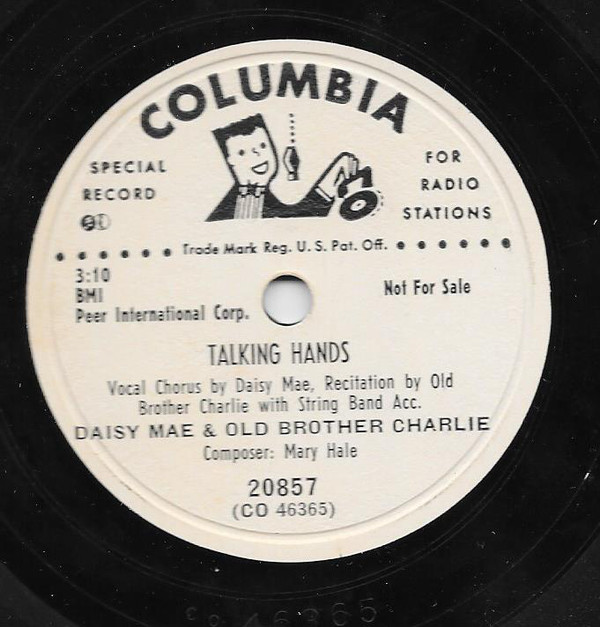 COLUMBIA
SPECIAL
RECORD
FOR
RADIO
STATIONS
Trade Mark Reg. U.S. Pat. Off.
3:10
BMI
Peer International Corp.
Not For Sale
TALKING HANDS
Vocal Chorus by Daisy Mae, Recitation by Old
Brother Charlie with String Band Acc.
DAISY MAE & OLD BROTHER CHARLIE
Composer: Mary Hale
20857
(CO 46365)
CO 46365